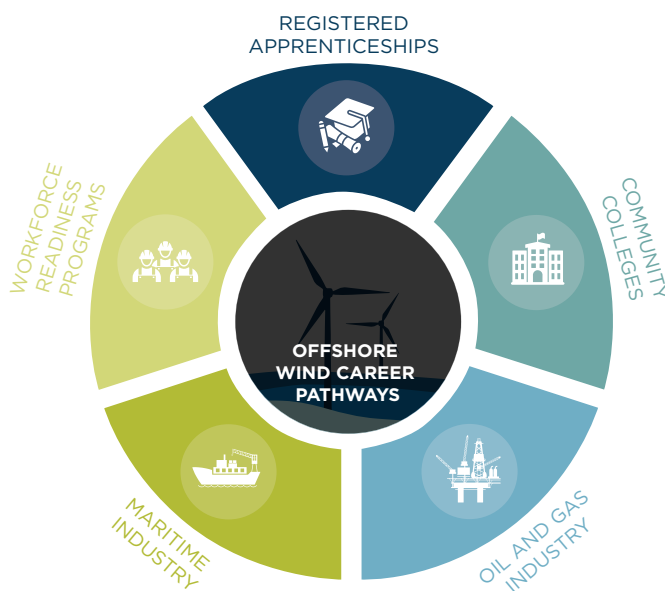 REGISTERED
APPRENTICESHIPS
COMMUNITY
COLLEGES
OIL AND GAS
INDUSTRY
MARITIME
INDUSTRY
WORKFORCE
READINESS
PROGRAMS
OFFSHORE
WIND CAREER
PATHWAYS